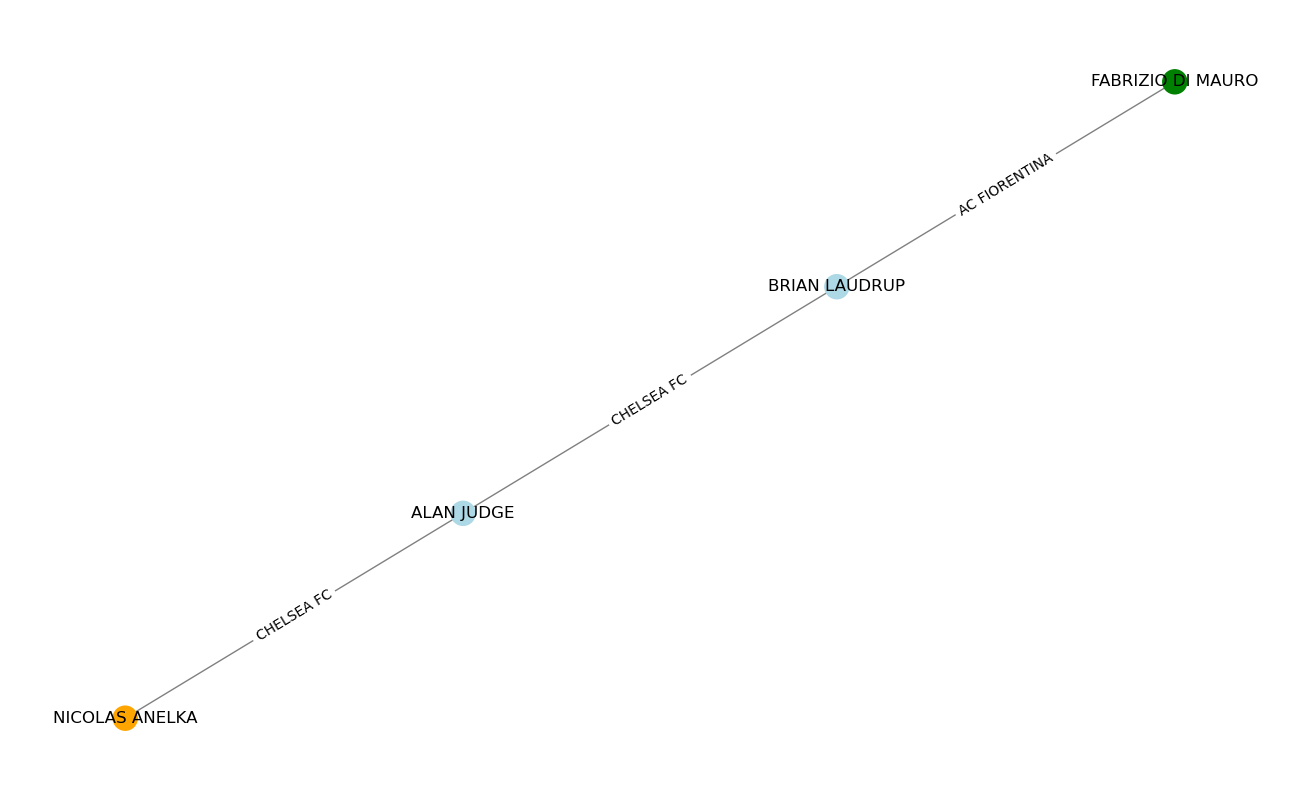 FABRIZIO DI MAURO
AC FIORENTINA
BRIAN LAUDRUP
CHELSEA FC
ALAN JUDGE
CHELSEA FC
NICOLAS ANELKA